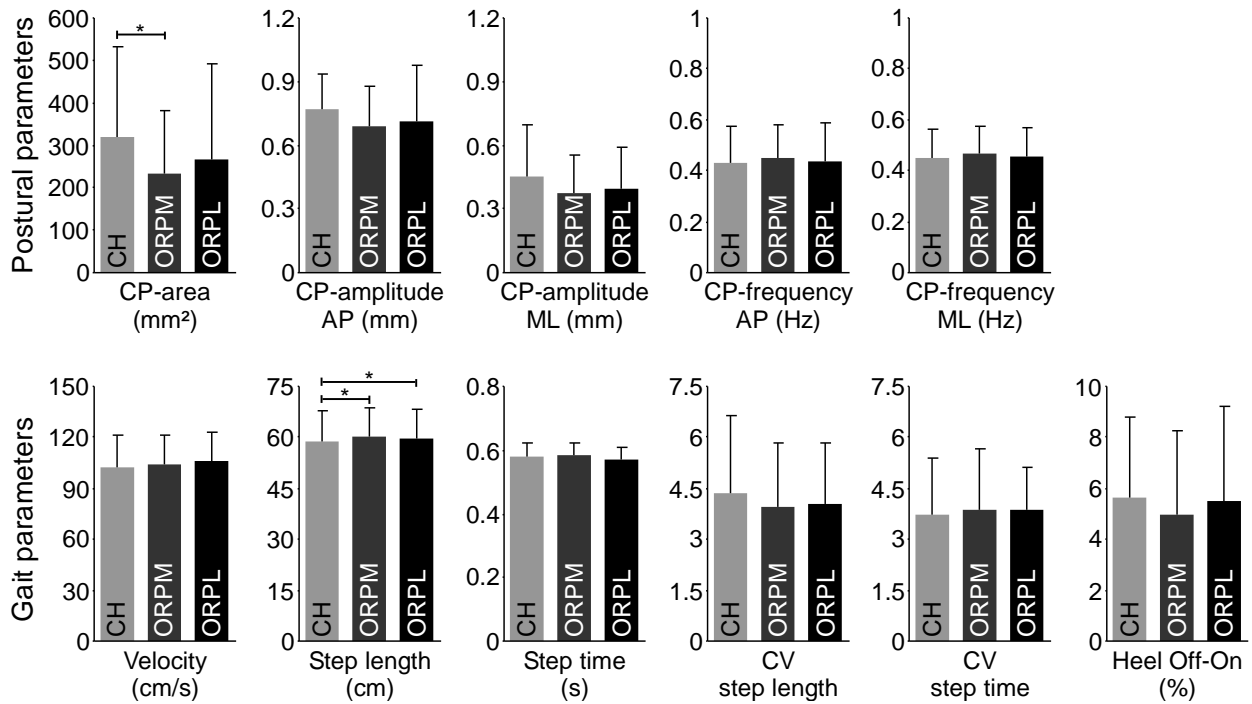 Postural parameters
600
500
400
300
200
100
0
*
CH
ORPM
ORPL
CP-area
(mm²)
1.2
0.9
0.6
0.3
0
CH
ORPM
ORPL
CP-amplitude
AP (mm)
1.2
0.9
0.6
0.3
0
CH
ORPM
ORPL
CP-amplitude
ML (mm)
1
0.8
0.6
0.4
0.2
0
CH
ORPM
ORPL
CP-frequency
AP (Hz)
1
0.8
0.6
0.4
0.2
0
CH
ORPM
ORPL
CP-frequency
ML (Hz)
Gait parameters
150
120
90
60
30
0
CH
ORPM
ORPL
Velocity
(cm/s)
75
60
45
30
15
0
*
*
CH
ORPM
ORPL
Step length
(cm)
0.8
0.6
0.4
0.2
0
CH
ORPM
ORPL
Step time
(s)
7.5
6
4.5
3
1.5
0
CH
ORPM
ORPL
CV
step length
7.5
6
4.5
3
1.5
0
CH
ORPM
ORPL
CV
step time
10
8
6
4
2
0
CH
ORPM
ORPL
Heel Off-On
(%)